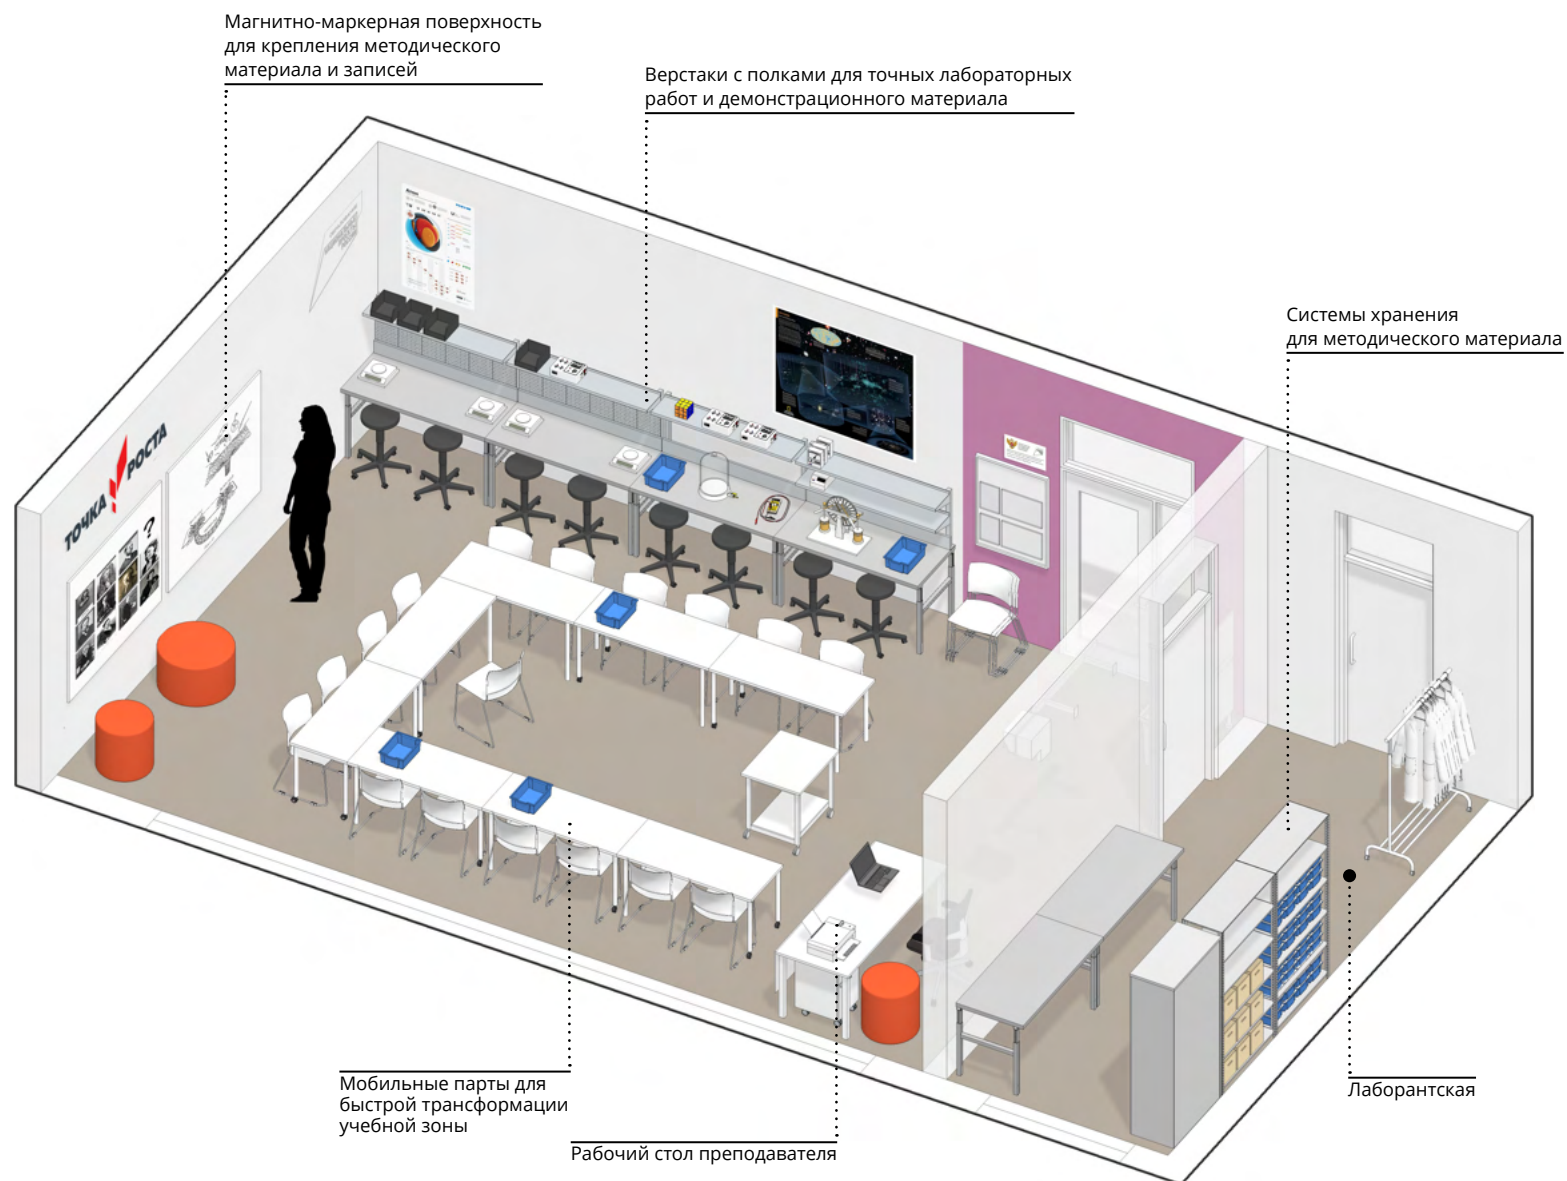 Магнитно-маркерная поверхность
для крепления методического
материала и записей
Верстаки с полками для точных лабораторных
работ и демонстрационного материала
Системы хранения
для методического материала
ТОЧКА РОСТА
?
Мобильные парты для
быстрой трансформации
учебной зоны
Рабочий стол преподавателя
Лаборантская